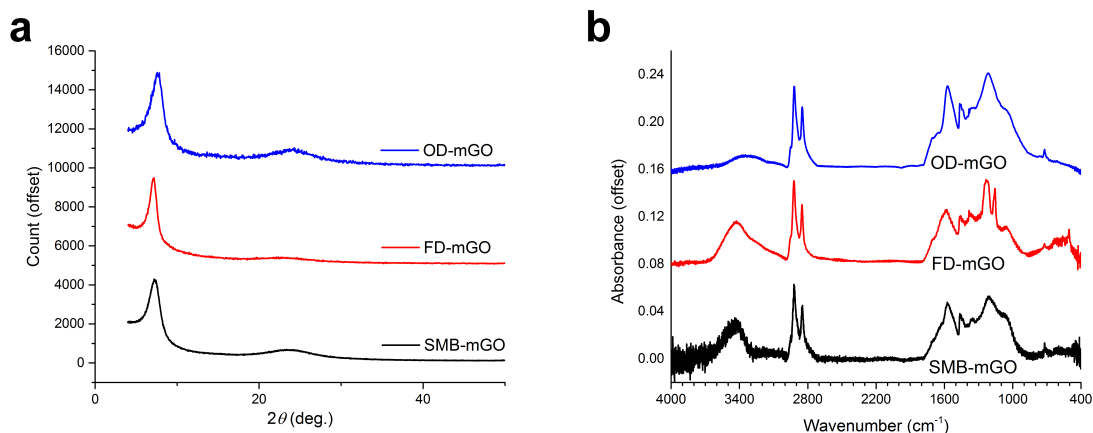 a
16000
14000
12000
10000
8000
6000
4000
2000
0
Count (offset)
OD-mGO
FD-mGO
SMB-mGO
0
20
40
2θ (deg.)
b
0.24
0.20
0.16
0.12
0.08
0.04
0.00
Absorbance (offset)
OD-mGO
FD-mGO
SMB-mGO
4000
3400
2800
2200
1600
1000
400
Wavenumber (cm⁻¹)